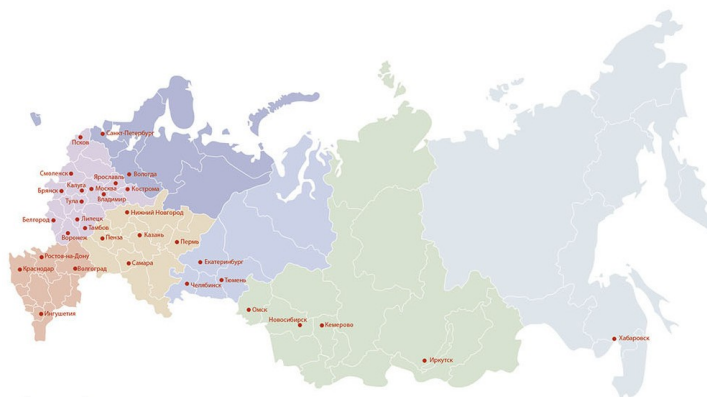 Санкт-Петербург
Псков
Смоленск
Вологда
Ярославль
Калуга
Москва
Кострома
Брянск
Владимир
Тула
Нижний Новгород
Белгород
Липецк
Тамбов
Воронеж
Пенза
Казань
Пермь
Ростов-на-Дону
Самара
Екатеринбург
Краснодар
Волгоград
Тюмень
Челябинск
Ингушетия
Омск
Новосибирск
Кемерово
Хабаровск
Иркутск